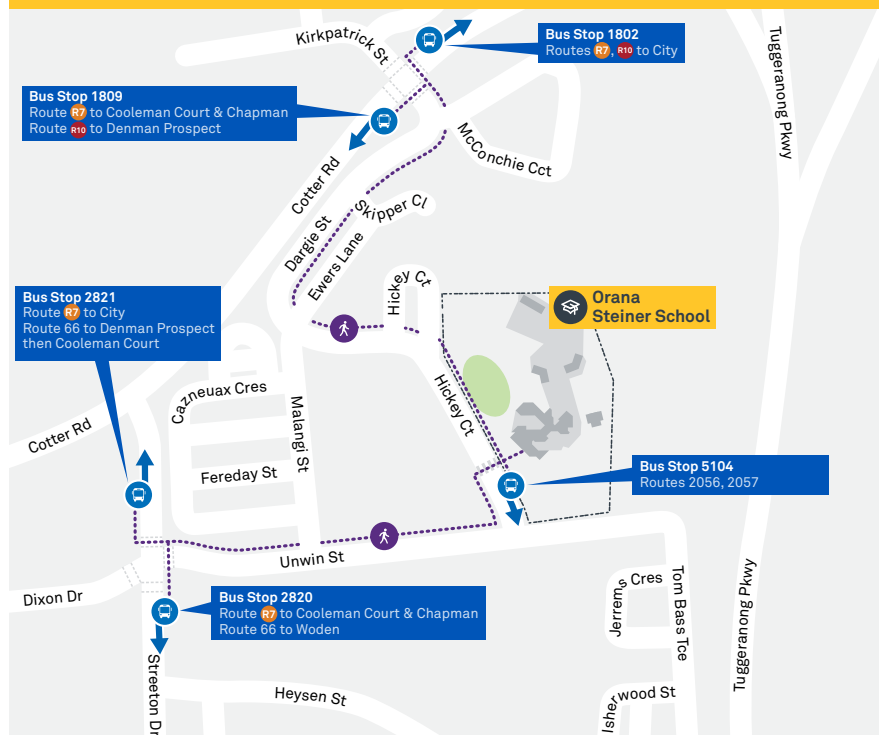 Kirkpatrick St
Bus Stop 1802
Routes R7, R10 to City
Tuggeranong Pkwy
Bus Stop 1809
Route R7 to Cooleman Court & Chapman
Route R10 to Denman Prospect
McConchie Cct
Cotter Rd
Skipper Cl
Dargie St
Ewers Lane
Hickey Ct
Orana
Steiner School
Bus Stop 2821
Route R7 to City
Route 66 to Denman Prospect
then Cooleman Court
Cazneuax Cres
Malangi St
Hickey Ct
Cotter Rd
Fereday St
Bus Stop 5104
Routes 2056, 2057
Unwin St
Dixon Dr
Bus Stop 2820
Route R7 to Cooleman Court & Chapman
Route 66 to Woden
Jerrems Cres
Tom Bass Tce
Tuggeranong Pkwy
Streeton Dr
Heysen St
Isherwood St